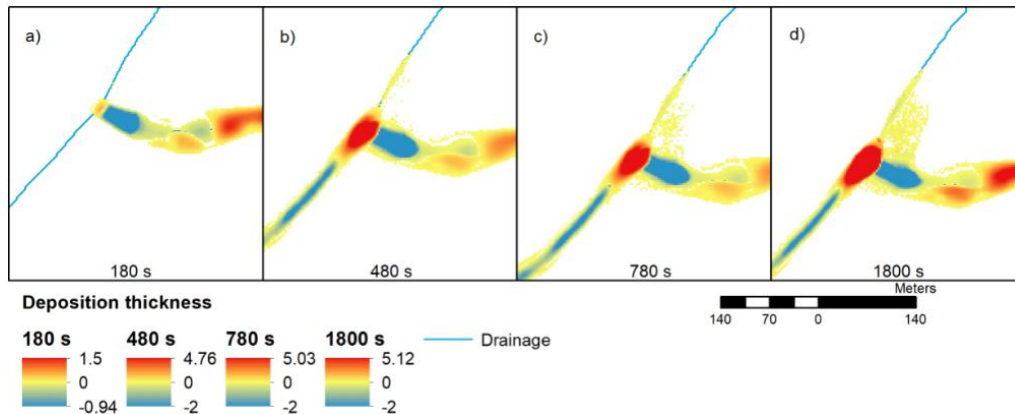 a) b) c) d)
180 s 480 s 780 s 1800 s
Meters
140 70 0 140
Deposition thickness
180 s 480 s 780 s 1800 s Drainage
1.5 4.76 5.03 5.12
0 0 0 0
-0.94 -2 -2 -2